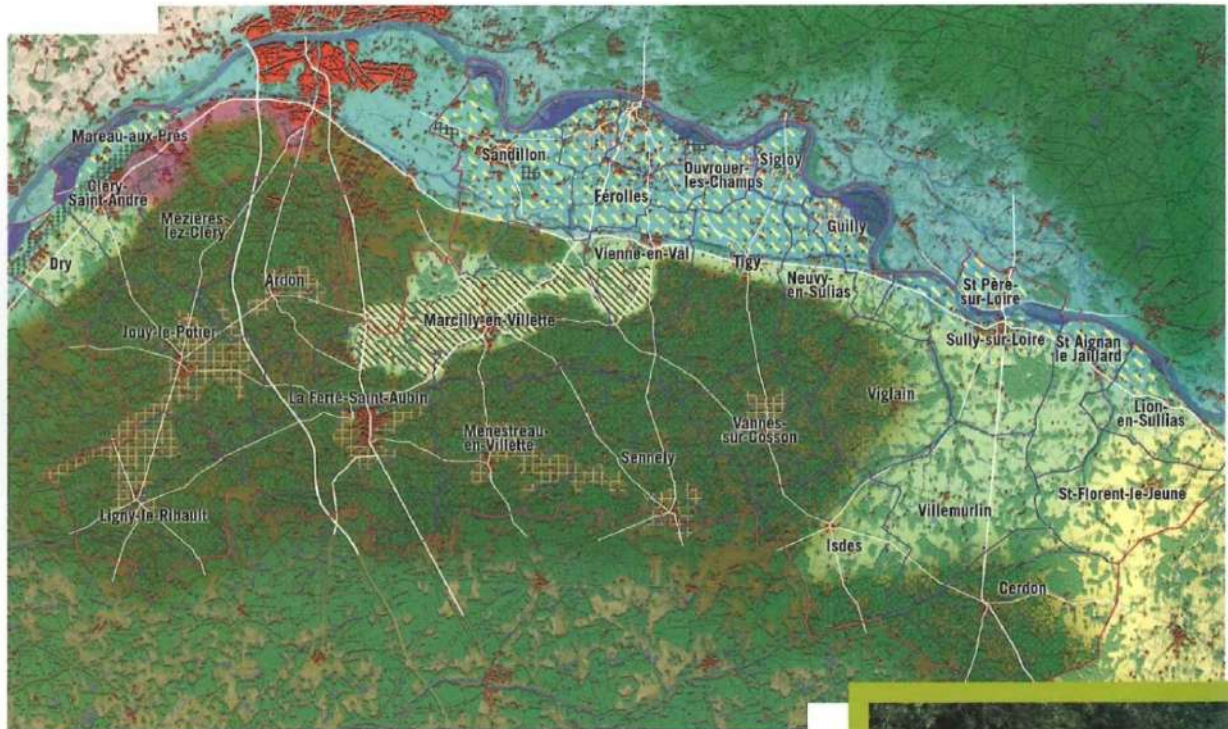 Mareau-aux-Prés
Cléry-
Saint-André
Mézières-
lez-Cléry
Dry
Ardon
Jouy-le-Potier
Ligny-le-Ribault
La Ferté-Saint-Aubin
Marcilly-en-Villette
Ménestreau-
en-Villette
Sandillon
Férolles
Ouvrouer-
les-Champs
Sigloy
Guilly
Vienne-en-Val
Tigy
Neuvy-
en-Sullias
St Père-
sur-Loire
Sully-sur-Loire
St Aignan
le Jaillard
Lion-
en-Sullias
Viglain
Vannes-
sur-Cosson
Sennely
St-Florent-le-Jeune
Villemurlin
Isdes
Cerdon